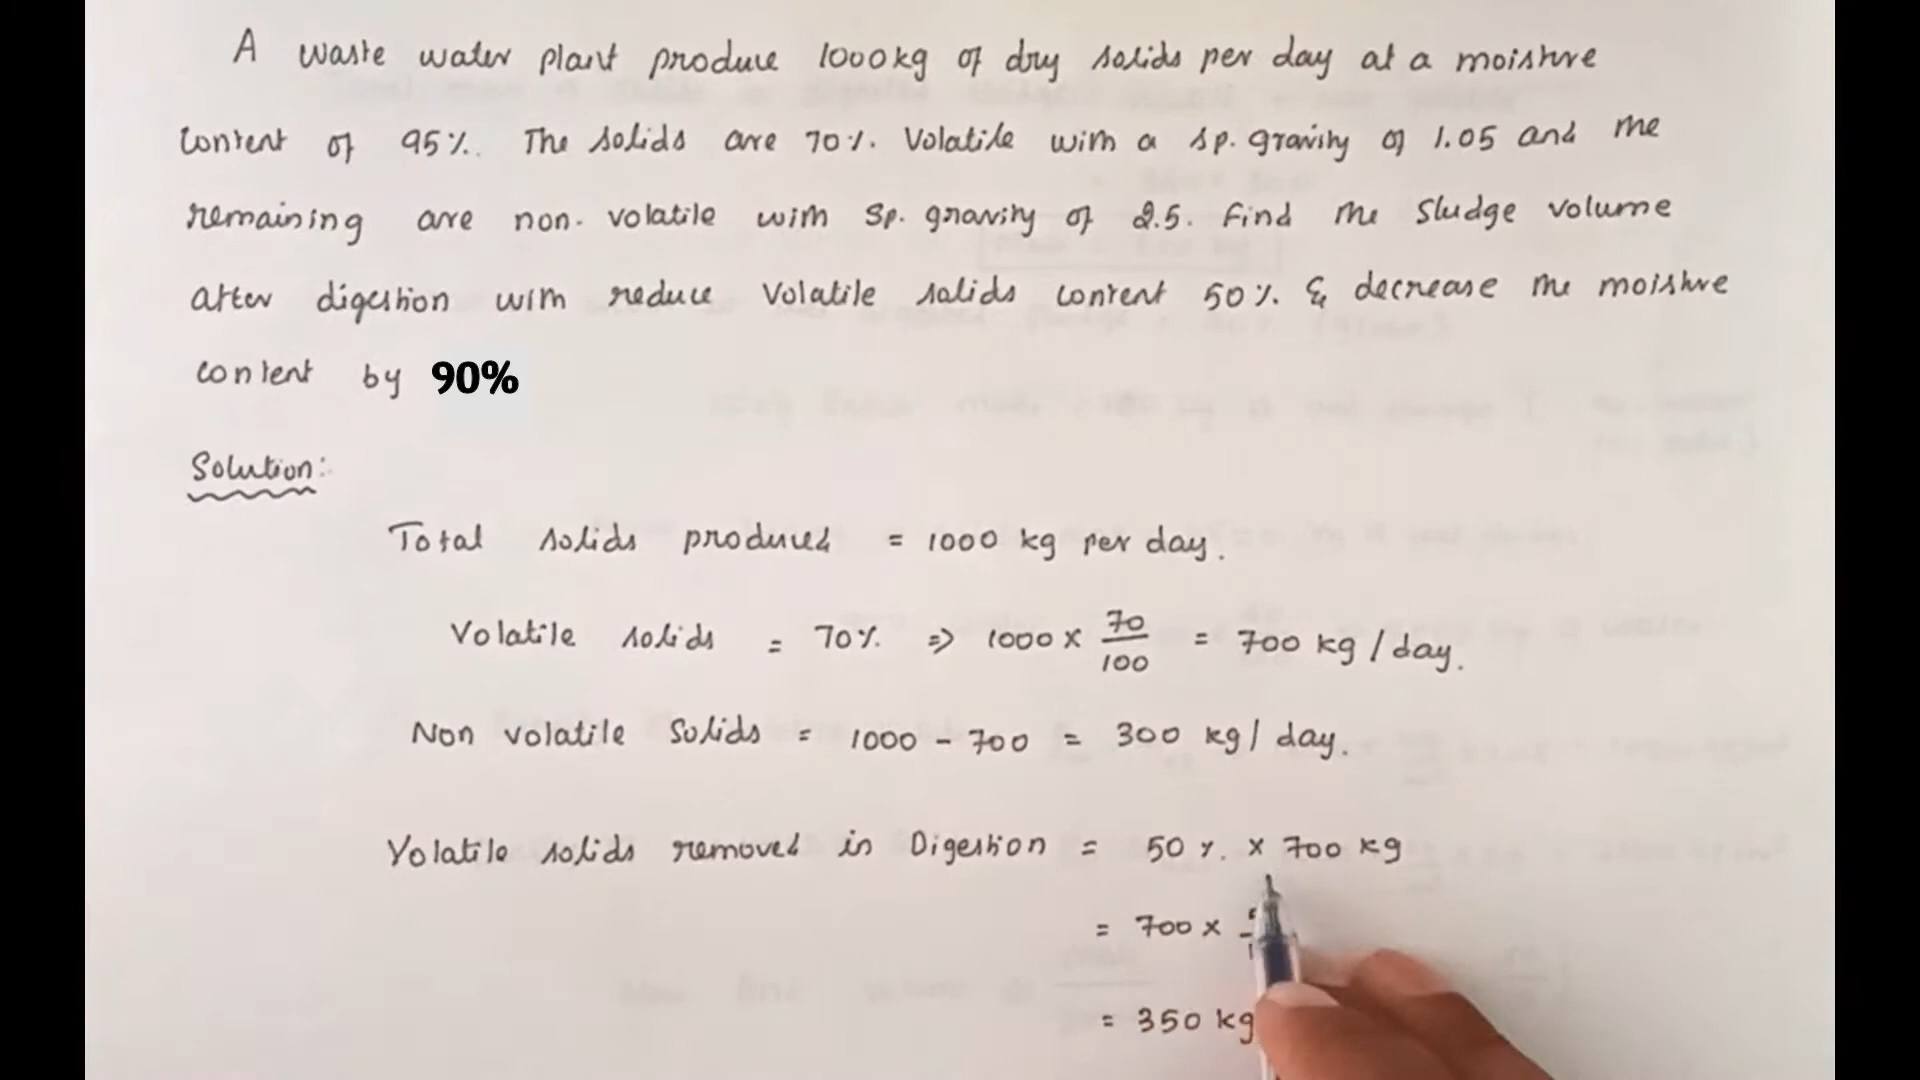 A waste water plant produce 1000kg of dry solids per day at a moisture
content of 95%. The solids are 70%. Volatile with a sp. gravity of 1.05 and the
remaining are non-volatile with Sp. gravity of 2.5. Find the Sludge volume
after digestion with reduce volatile solids content 50% & decrease the moisture
content by 90%
Solution:
Total solids produced = 1000 kg per day.
Volatile solids = 70% => 1000 x 70/100 = 700 kg / day.
Non volatile Solids = 1000 - 700 = 300 kg / day.
Volatile solids removed in Digestion = 50 %. x 700 kg
= 700 x
= 350 kg